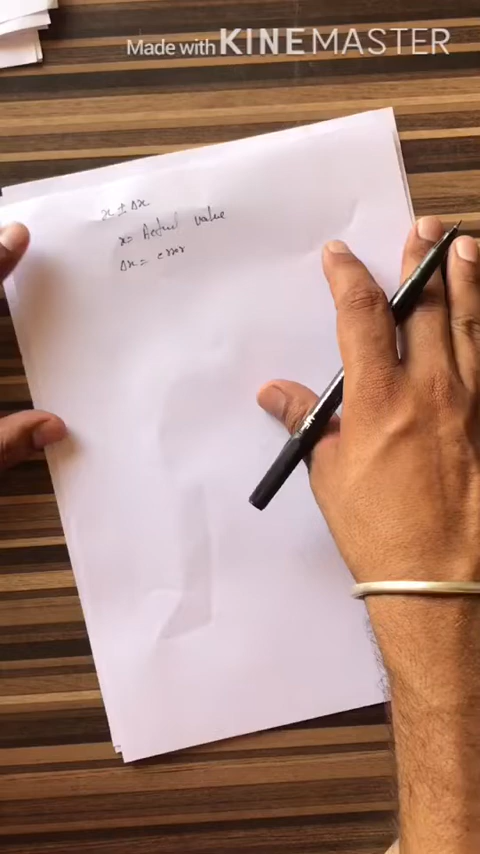 Made with KINEMASTER
x ± Δx
x = Actual value
Δx = error